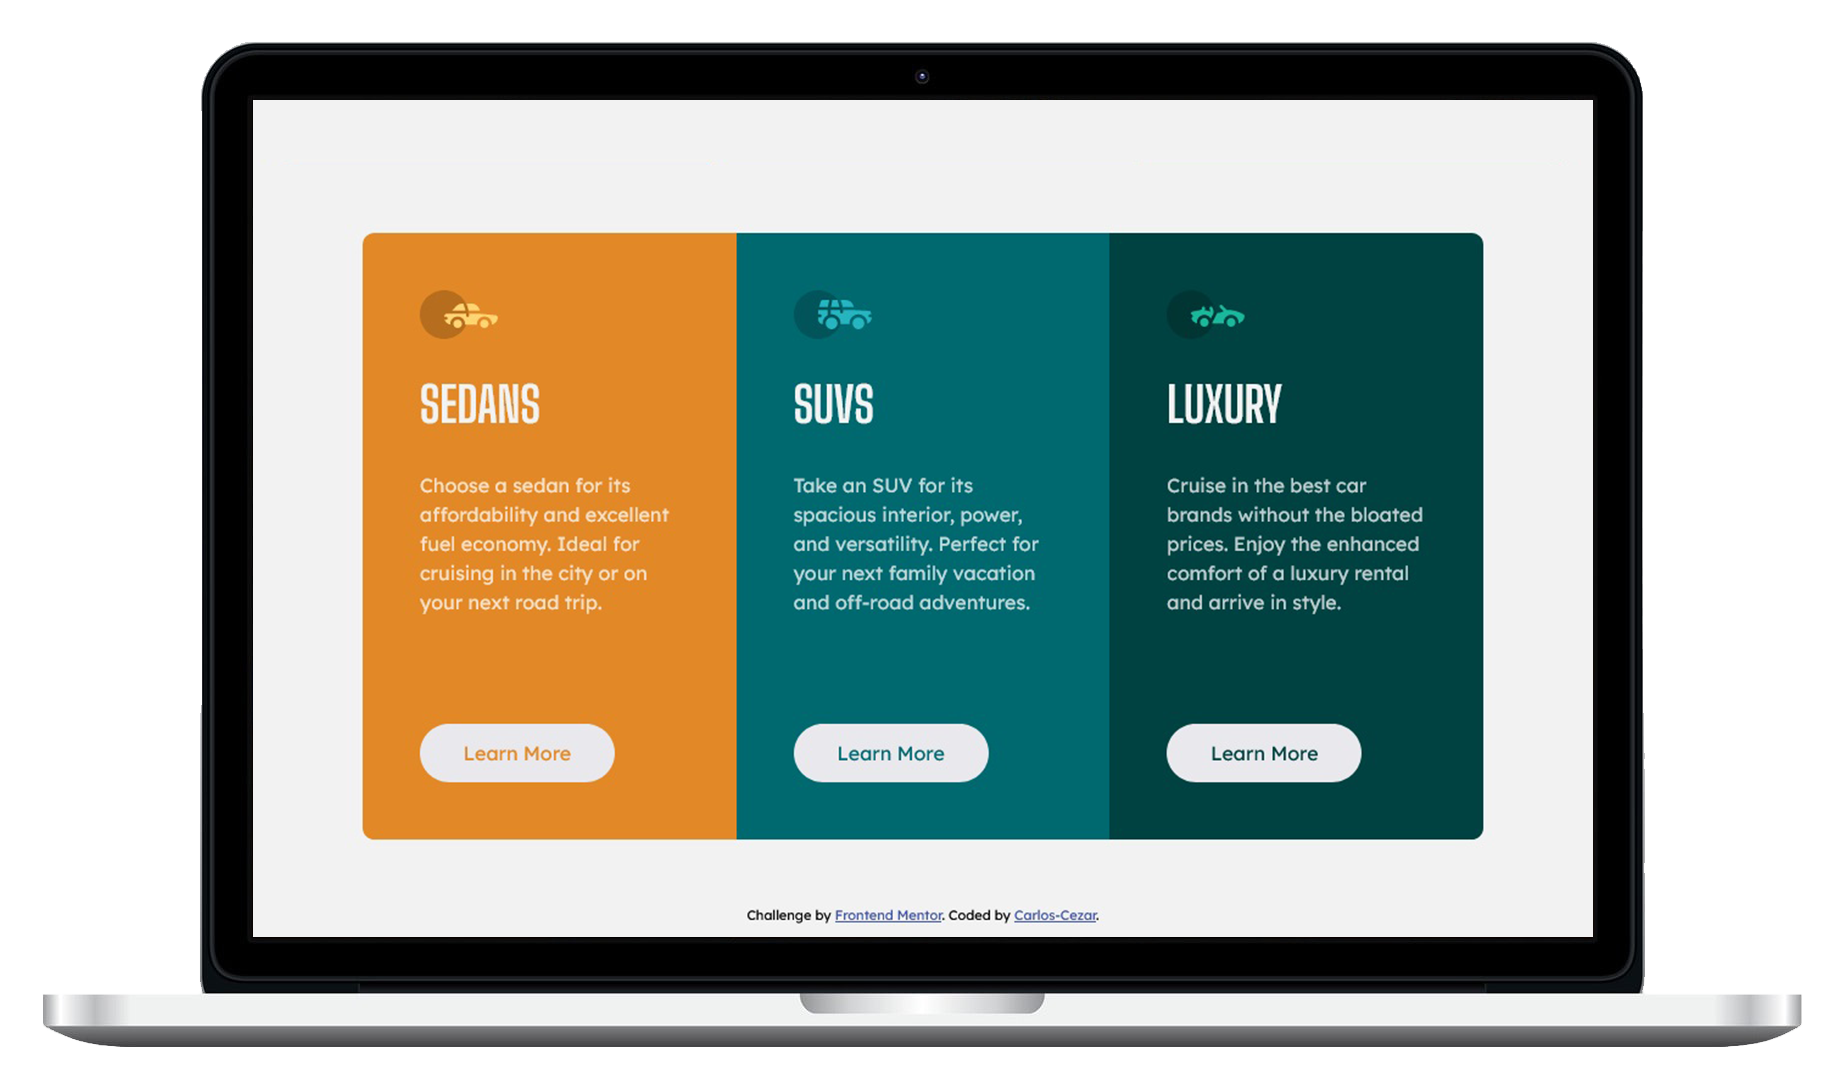 SEDANS
Choose a sedan for its
affordability and excellent
fuel economy. Ideal for
cruising in the city or on
your next road trip.
Learn More
SUVS
Take an SUV for its
spacious interior, power,
and versatility. Perfect for
your next family vacation
and off-road adventures.
Learn More
LUXURY
Cruise in the best car
brands without the bloated
prices. Enjoy the enhanced
comfort of a luxury rental
and arrive in style.
Learn More
Challenge by Frontend Mentor. Coded by Carlos-Cezar.